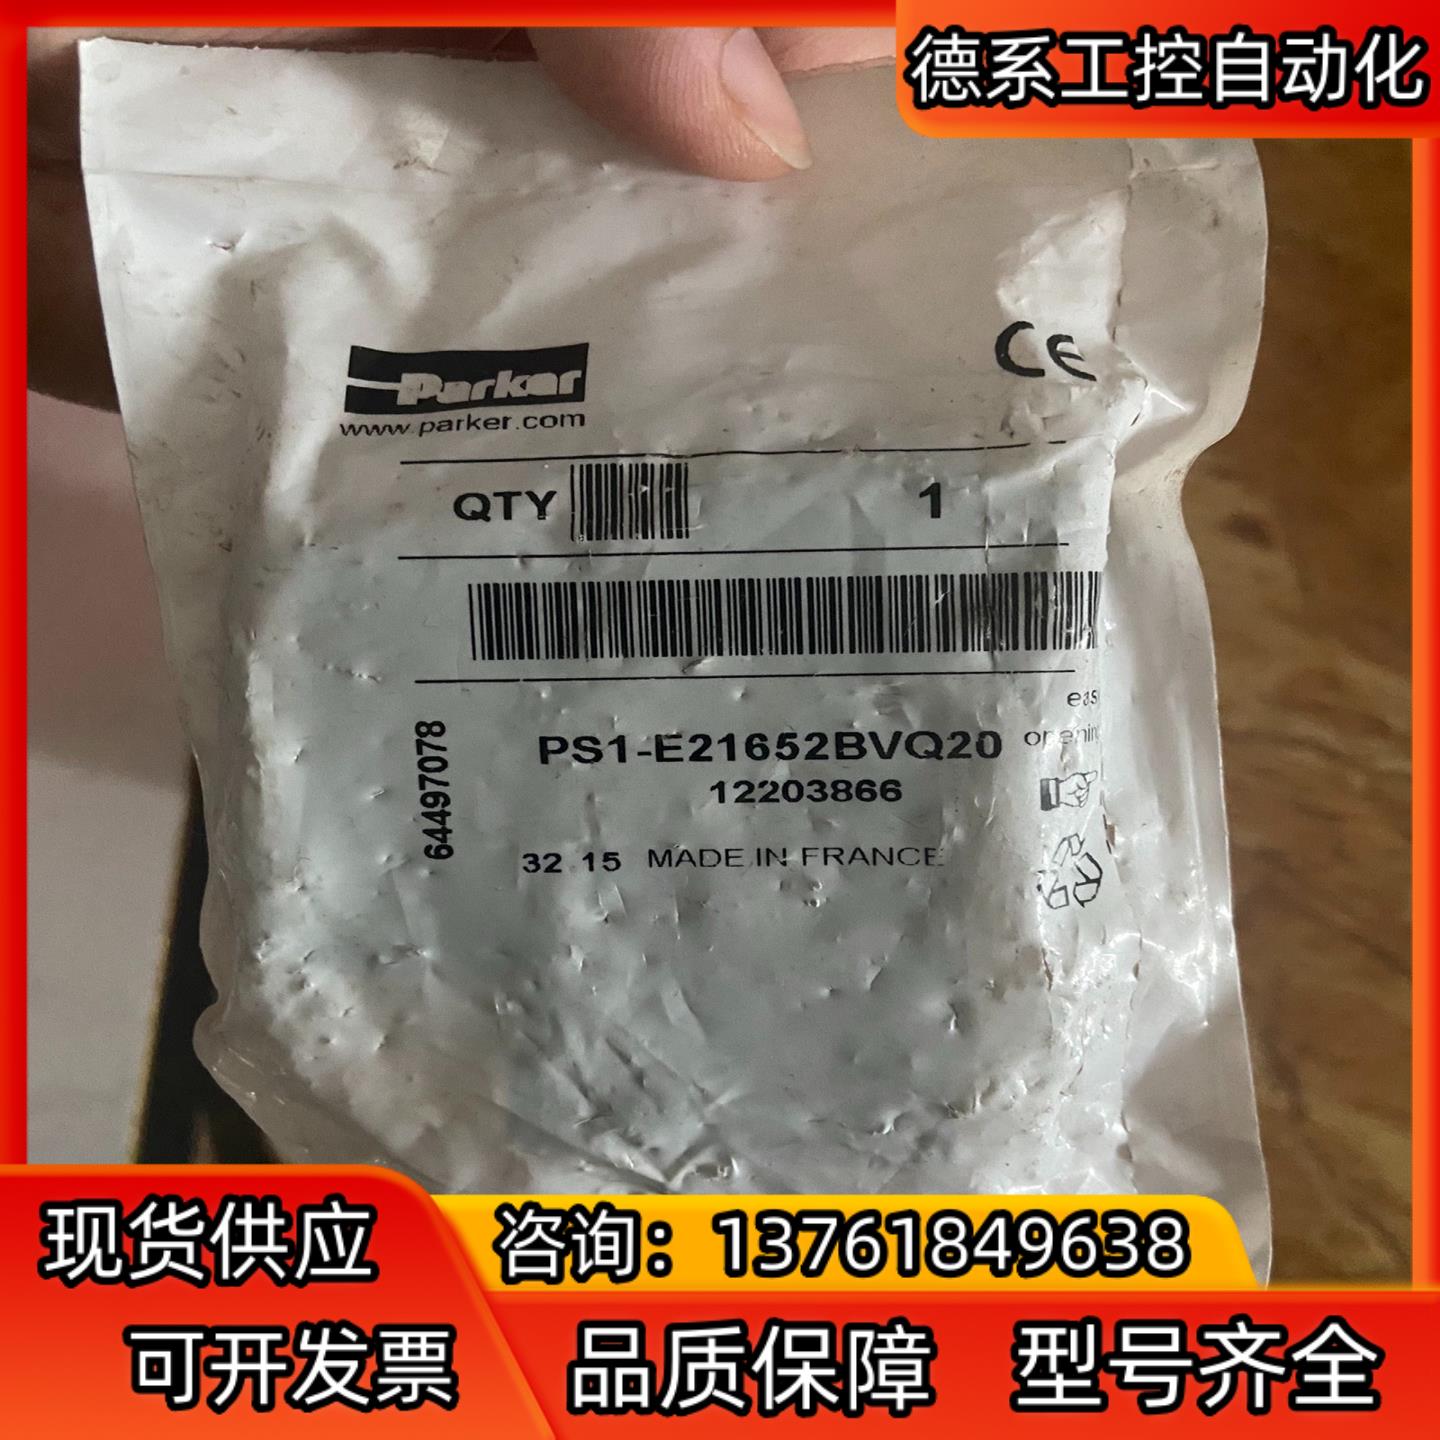 德系工控自动化
Parker
www.parker.com
CE
QTY
1
64497078
PS1-E21652BVQ20
12203866
32 15 MADE IN FRANCE
eas
opening
现货供应
咨询：13761849638
可开发票
品质保障
型号齐全